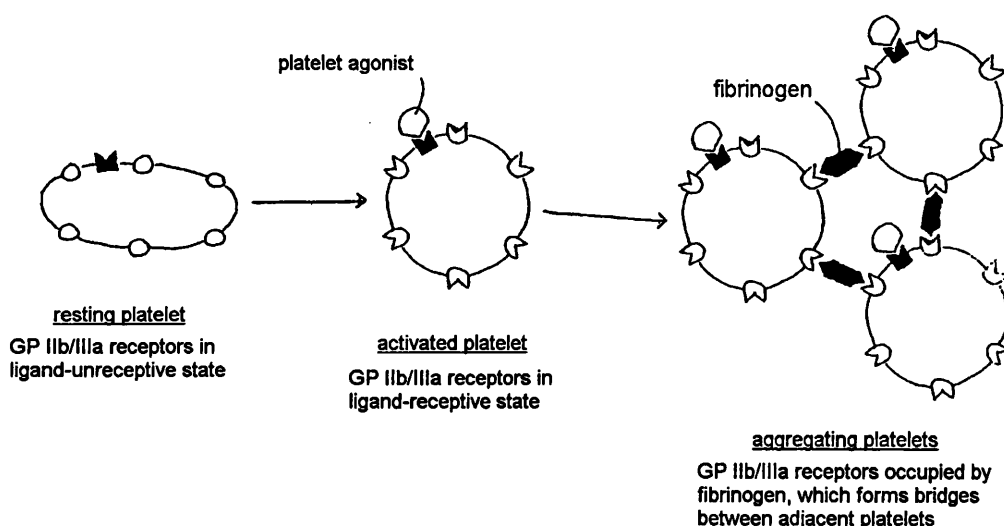 platelet agonist
fibrinogen
resting platelet
GP IIb/IIIa receptors in
ligand-unreceptive state
activated platelet
GP IIb/IIIa receptors in
ligand-receptive state
aggregating platelets
GP IIb/IIIa receptors occupied by
fibrinogen, which forms bridges
between adjacent platelets